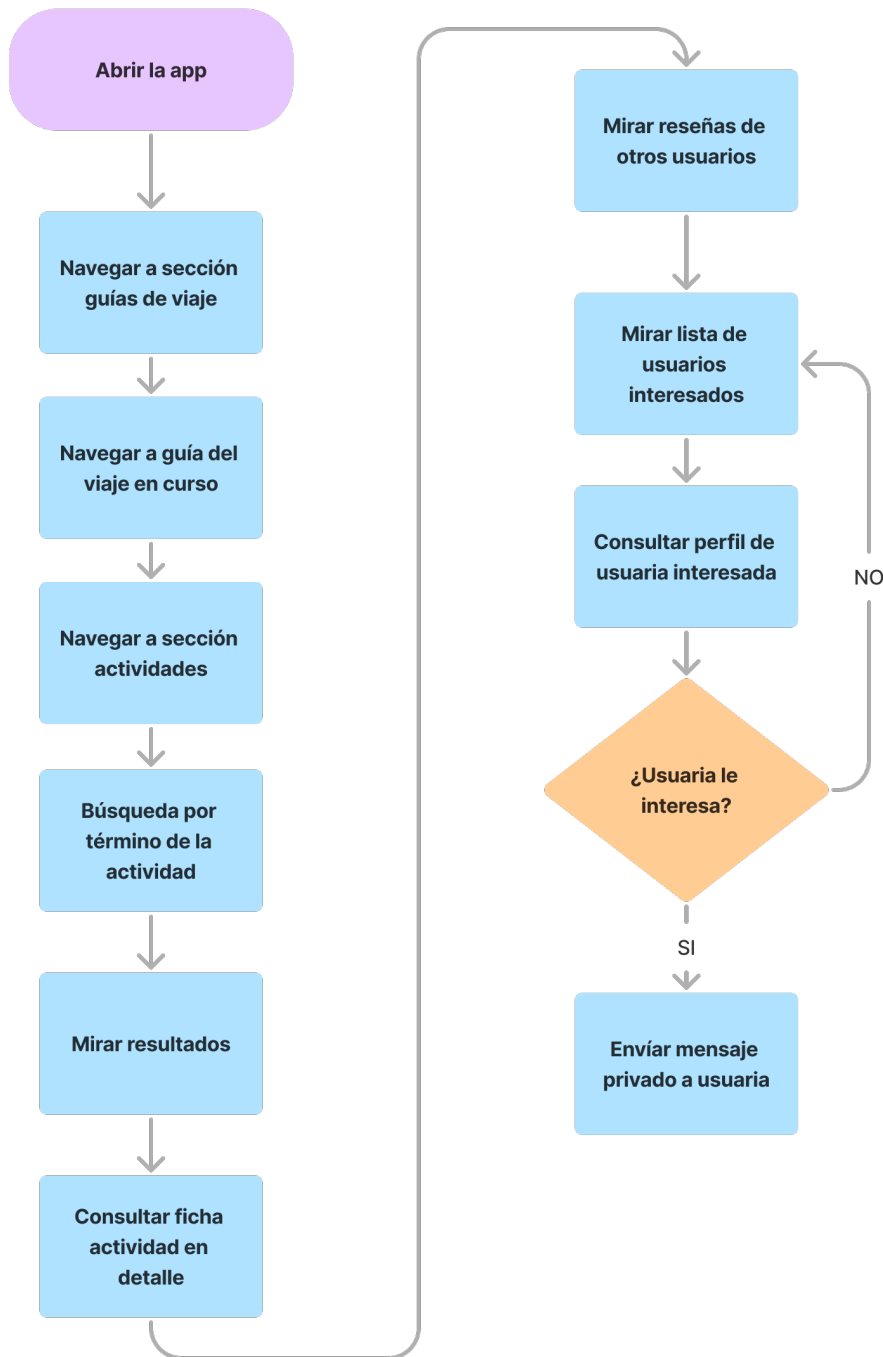 Abrir la app
Navegar a sección
guías de viaje
Navegar a guía del
viaje en curso
Navegar a sección
actividades
Búsqueda por
término de la
actividad
Mirar resultados
Consultar ficha
actividad en
detalle
Mirar reseñas de
otros usuarios
Mirar lista de
usuarios
interesados
Consultar perfil de
usuaria interesada
¿Usuaria le
interesa?
NO
SI
Envíar mensaje
privado a usuaria